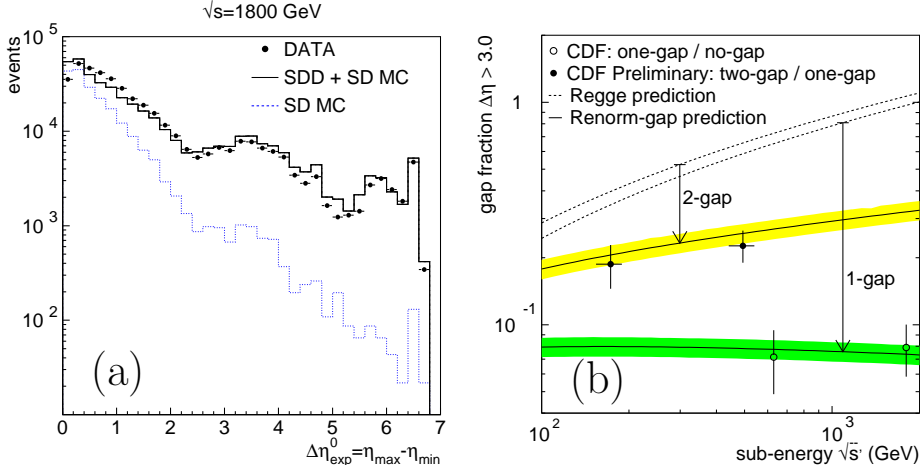 √s=1800 GeV
events
10^5
10^4
10^3
10^2
DATA
SDD + SD MC
SD MC
(a)
0 1 2 3 4 5 6 7
Δη^0_exp=η_max-η_min
gap fraction Δη > 3.0
1
10^-1
CDF: one-gap / no-gap
CDF Preliminary: two-gap / one-gap
Regge prediction
Renorm-gap prediction
2-gap
1-gap
(b)
10^2 10^3
sub-energy √s̄' (GeV)